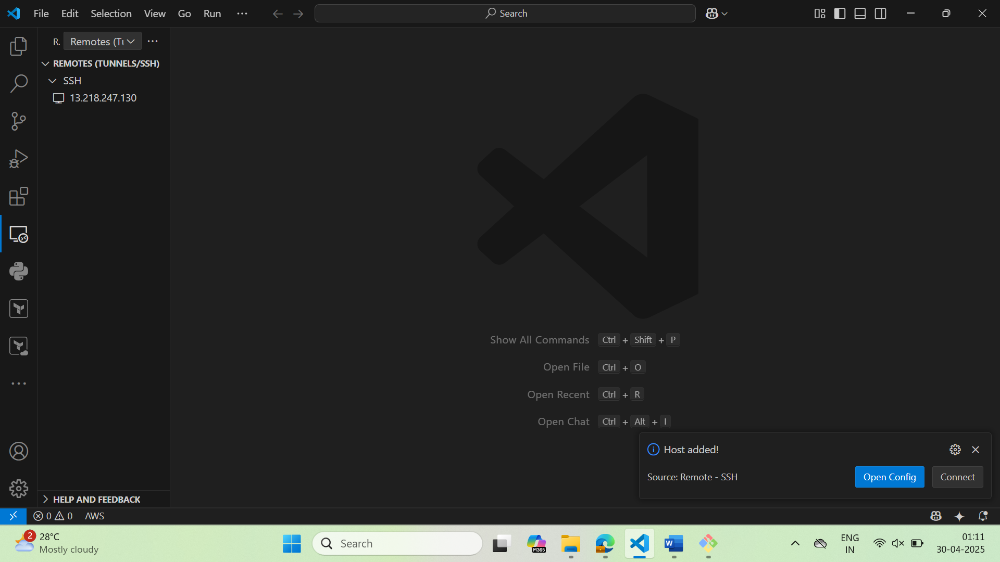 File Edit Selection View Go Run ··· Search
R. Remotes (Tu ···
REMOTES (TUNNELS/SSH)
SSH
13.218.247.130
Show All Commands Ctrl + Shift + P
Open File Ctrl + O
Open Recent Ctrl + R
Open Chat Ctrl + Alt + I
Host added!
Source: Remote - SSH Open Config Connect
HELP AND FEEDBACK
0 0 AWS
2 28°C
Mostly cloudy
Search
M365
W
ENG
IN
01:11
30-04-2025